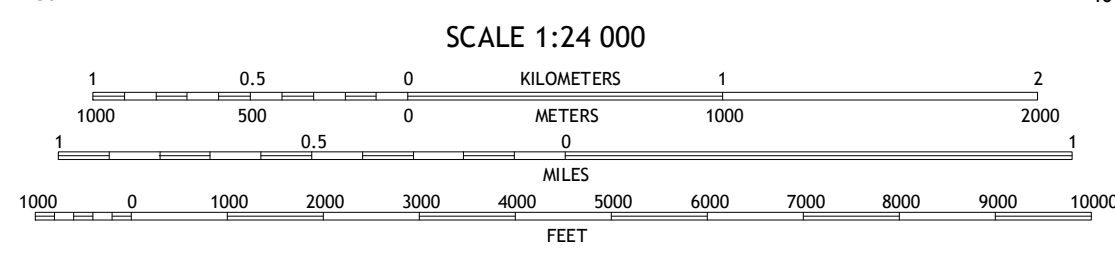 SCALE 1:24 000
1 0.5 0 KILOMETERS 1 2
1000 500 0 METERS 1000 2000
1 0.5 0 1
MILES
1000 0 1000 2000 3000 4000 5000 6000 7000 8000 9000 10000
FEET